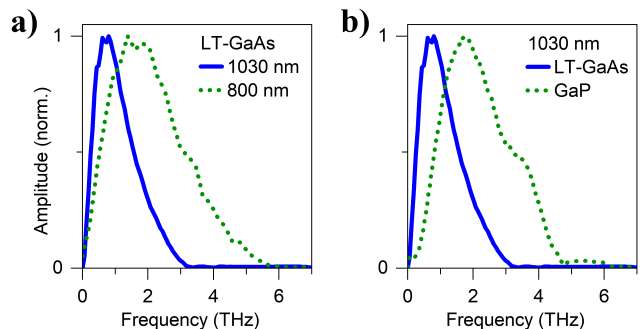 a)
LT-GaAs
1030 nm
800 nm
Amplitude (norm.)
1
0
0 2 4 6
Frequency (THz)
b)
1030 nm
LT-GaAs
GaP
1
0
0 2 4 6
Frequency (THz)